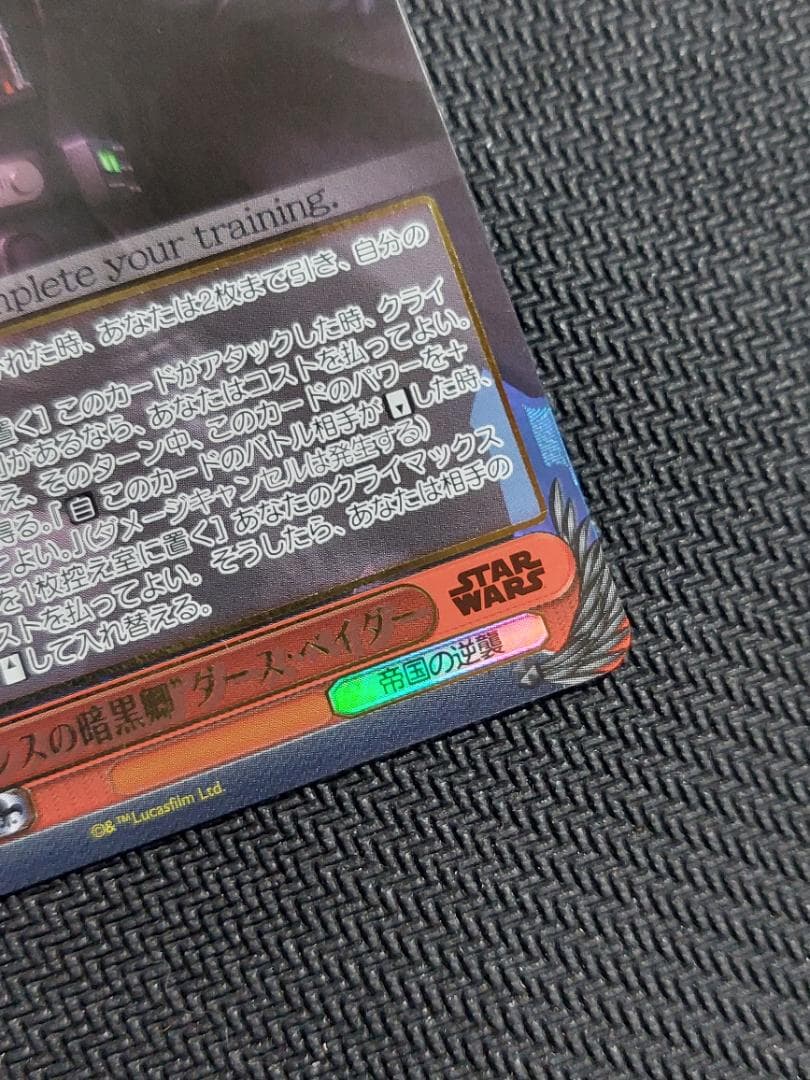 mplete your training.
れた時、あなたは2枚まで引き、自分の
置く] このカードがアタックした時、クライ
があるなら、あなたはコストを払ってよい。
え、そのターン中、このカードのパワーを+
得る。『自 このカードのバトル相手が した時、
てよい。』(ダメージキャンセルは発生する)
を1枚控え室に置く] あなたのクライマックス
ストを払ってよい。そうしたら、あなたは相手の
して入れ替える。
STAR
WARS
スの暗黒卿" ダース・ベイダー
帝国の逆襲
©&™Lucasfilm Ltd.